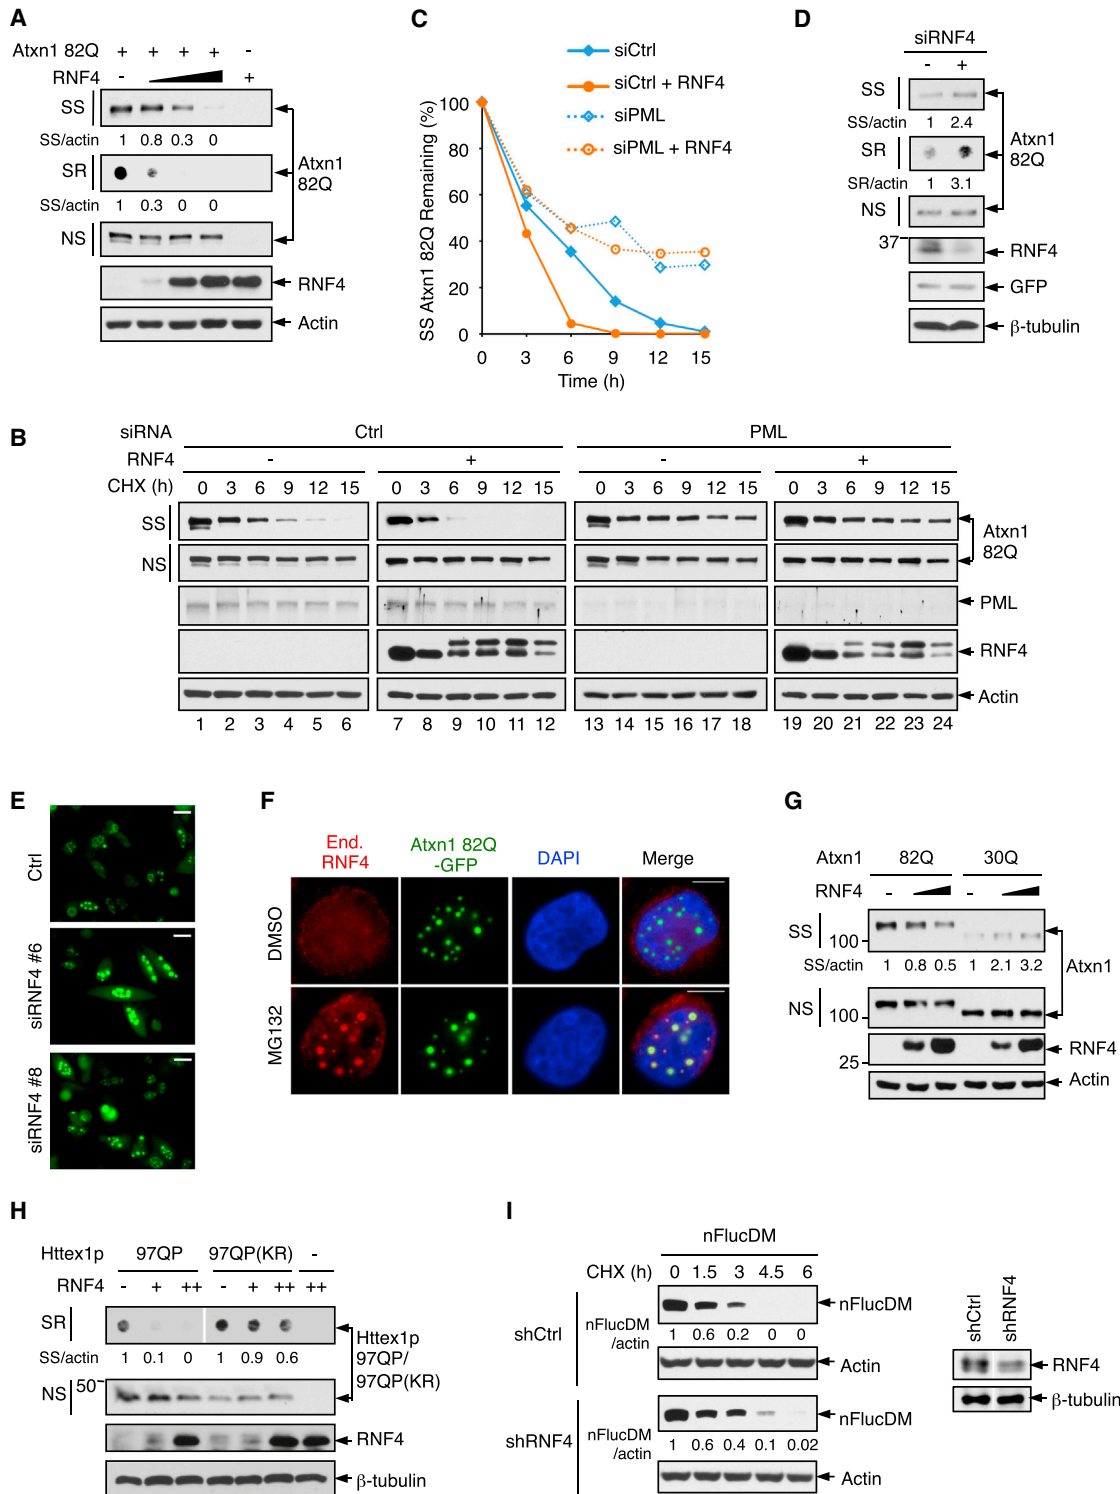 A
Atxn1 82Q + + + + -
RNF4 - +
SS
SS/actin 1 0.8 0.3 0
SR
SS/actin 1 0.3 0 0
NS
Atxn1
82Q
RNF4
Actin
C
siCtrl
siCtrl + RNF4
siPML
siPML + RNF4
SS Atxn1 82Q Remaining (%)
100
80
60
40
20
0
0 3 6 9 12 15
Time (h)
D
siRNF4
- +
SS
SS/actin 1 2.4
SR
SR/actin 1 3.1
NS
Atxn1
82Q
37
RNF4
GFP
β-tubulin
B
siRNA Ctrl PML
RNF4 - + - +
CHX (h) 0 3 6 9 12 15 0 3 6 9 12 15 0 3 6 9 12 15 0 3 6 9 12 15
SS
NS
Atxn1
82Q
PML
RNF4
Actin
1 2 3 4 5 6 7 8 9 10 11 12 13 14 15 16 17 18 19 20 21 22 23 24
E
Ctrl
siRNF4 #6
siRNF4 #8
F
End.
RNF4
Atxn1 82Q
-GFP
DAPI
Merge
DMSO
MG132
G
Atxn1 82Q 30Q
RNF4 - -
SS
100
SS/actin 1 0.8 0.5 1 2.1 3.2
Atxn1
NS
100
RNF4
25
Actin
H
Httex1p 97QP 97QP(KR) -
RNF4 - + ++ - + ++ ++
SR
SS/actin 1 0.1 0 1 0.9 0.6
Httex1p
97QP/
97QP(KR)
NS
50
RNF4
β-tubulin
I
nFlucDM
CHX (h) 0 1.5 3 4.5 6
shCtrl
nFlucDM
nFlucDM
/actin
1 0.6 0.2 0 0
Actin
shRNF4
nFlucDM
nFlucDM
/actin
1 0.6 0.4 0.1 0.02
Actin
shCtrl
shRNF4
RNF4
β-tubulin